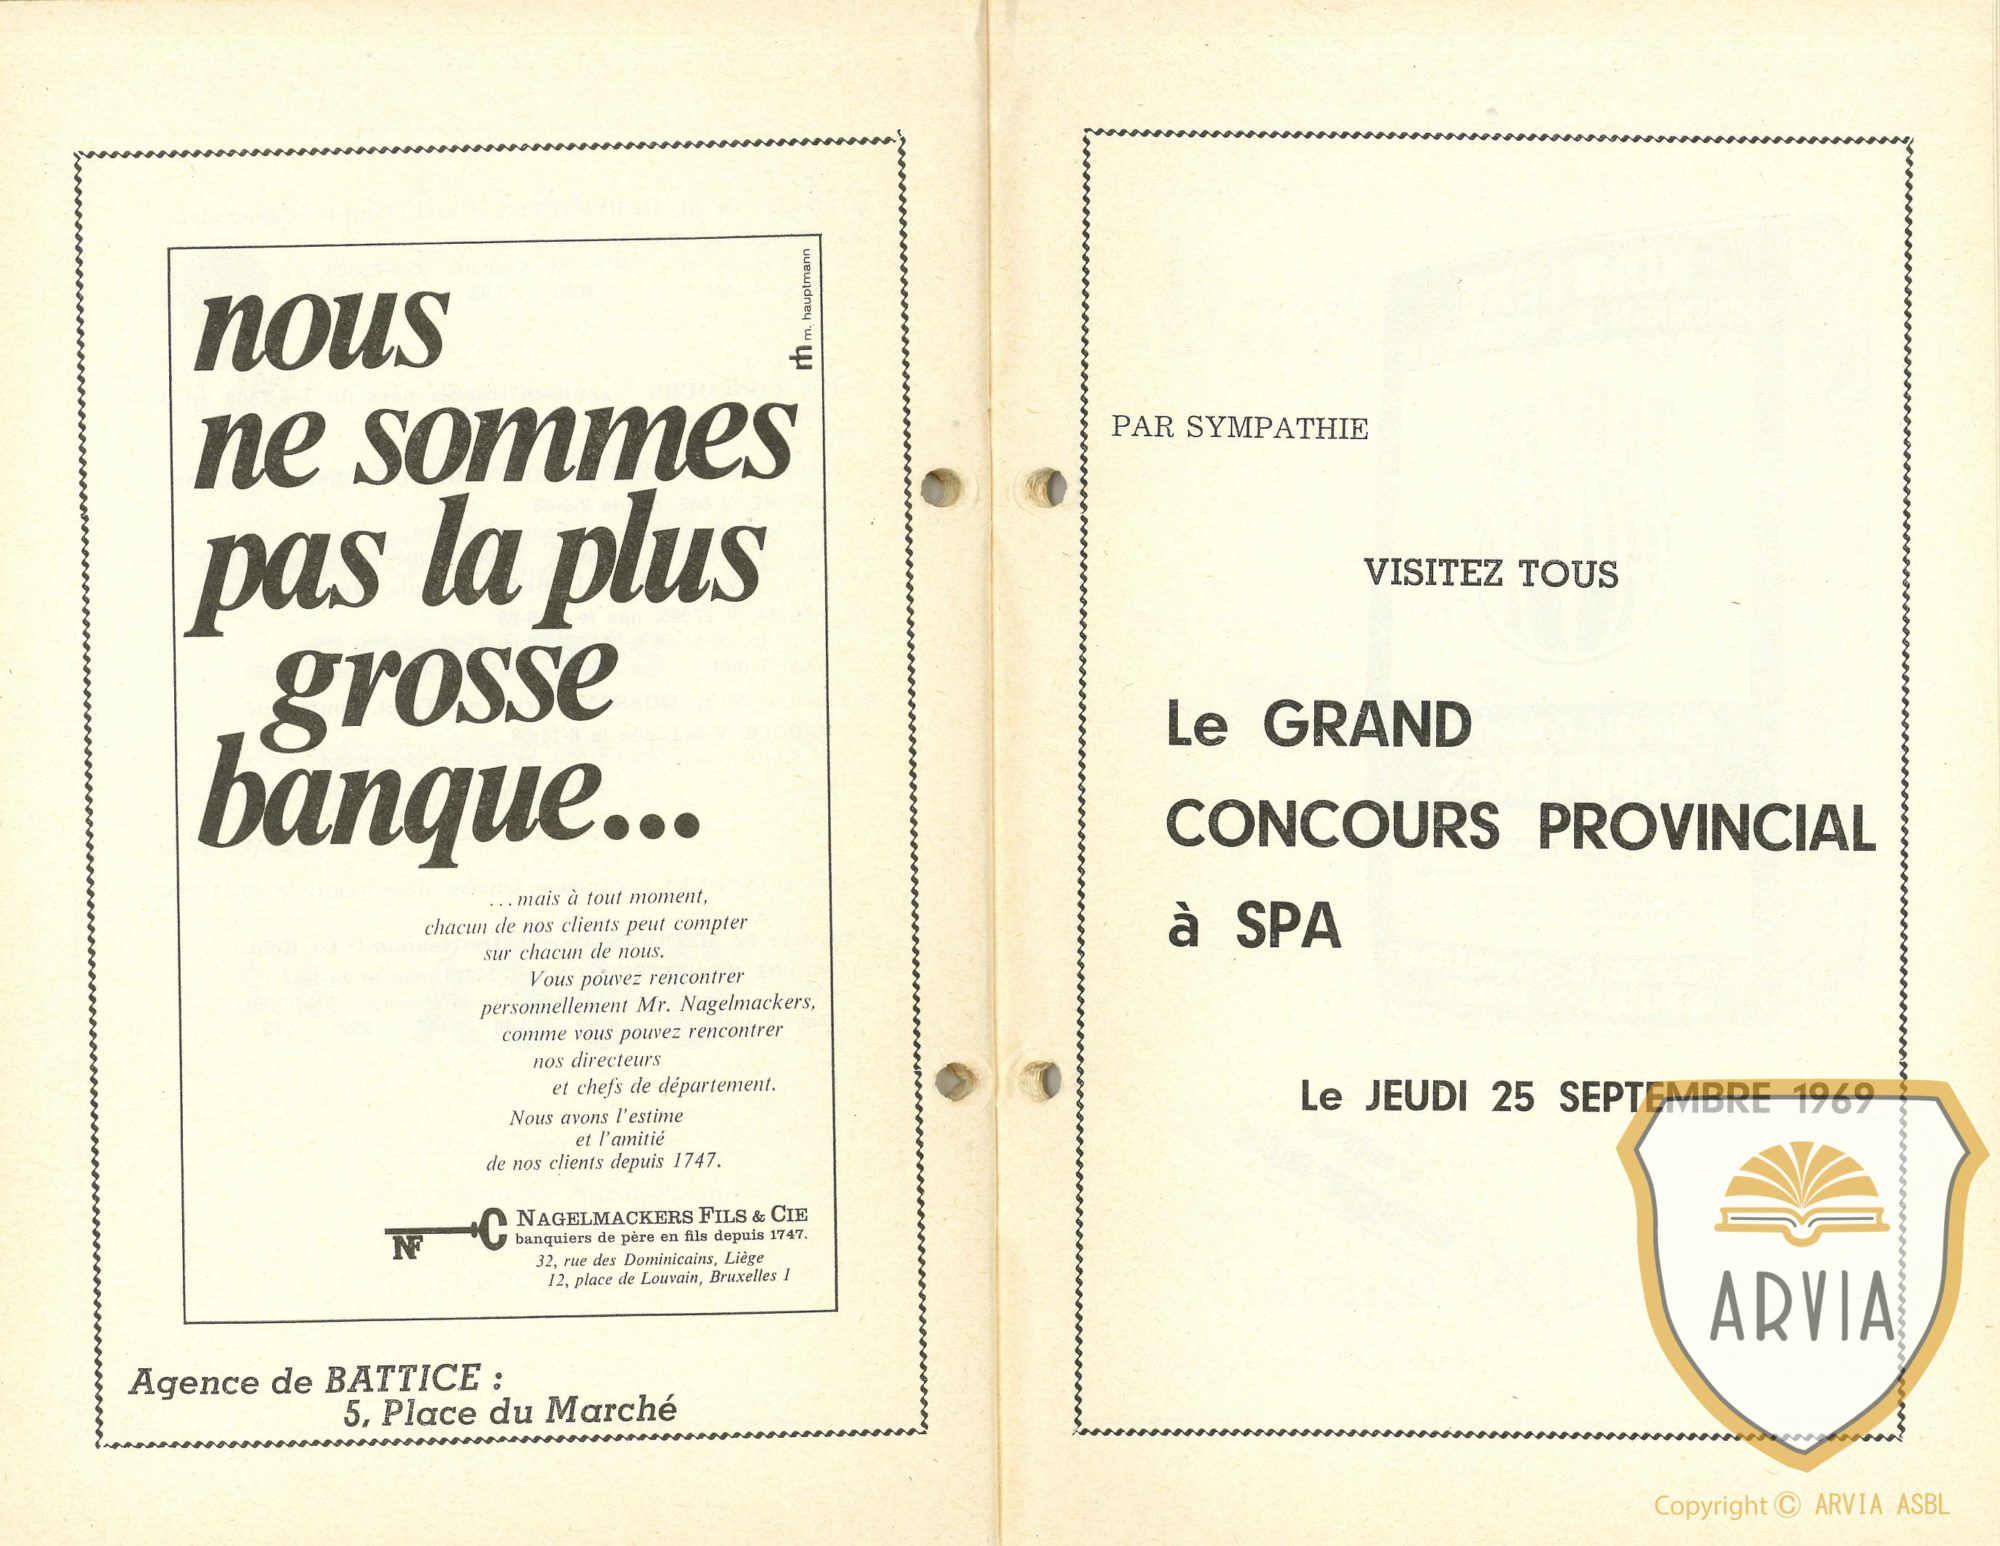 m. hauptmann
nous
ne sommes
pas la plus
grosse
banque...
...mais à tout moment,
chacun de nos clients peut compter
sur chacun de nous.
Vous pouvez rencontrer
personnellement Mr. Nagelmackers,
comme vous pouvez rencontrer
nos directeurs
et chefs de département.
Nous avons l'estime
et l'amitié
de nos clients depuis 1747.
NF C NAGELMACKERS FILS & CIE
banquiers de père en fils depuis 1747.
32, rue des Dominicains, Liège
12, place de Louvain, Bruxelles 1
Agence de BATTICE :
5, Place du Marché
PAR SYMPATHIE
VISITEZ TOUS
Le GRAND
CONCOURS PROVINCIAL
à SPA
Le JEUDI 25 SEPTEMBRE 1969
ARVIA
Copyright © ARVIA ASBL